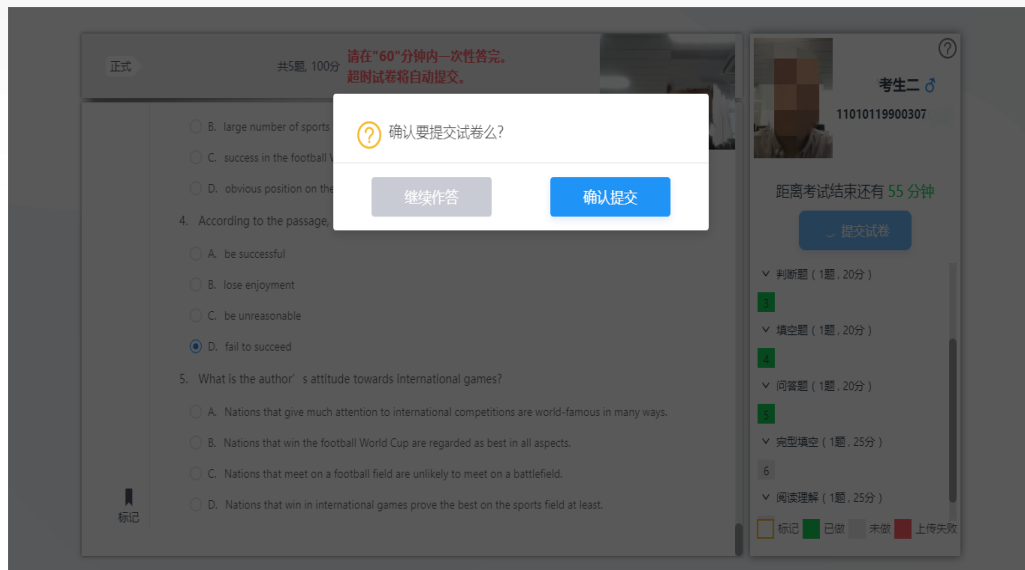 正式
共5题, 100分
请在"60"分钟内一次性答完。
超时试卷将自动提交。
B. large number of sports
C. success in the football
D. obvious position on the
4. According to the passage,
A. be successful
B. lose enjoyment
C. be unreasonable
D. fail to succeed
5. What is the author’s attitude towards international games?
A. Nations that give much attention to international competitions are world-famous in many ways.
B. Nations that win the football World Cup are regarded as best in all aspects.
C. Nations that meet on a football field are unlikely to meet on a battlefield.
D. Nations that win in international games prove the best on the sports field at least.
标记
确认要提交试卷么?
继续作答
确认提交
考生二
11010119900307
距离考试结束还有 55 分钟
提交试卷
判断题 ( 1题 , 20分 )
3
填空题 ( 1题 , 20分 )
4
问答题 ( 1题 , 20分 )
5
完型填空 ( 1题 , 25分 )
6
阅读理解 ( 1题 , 25分 )
标记 已做 未做 上传失败